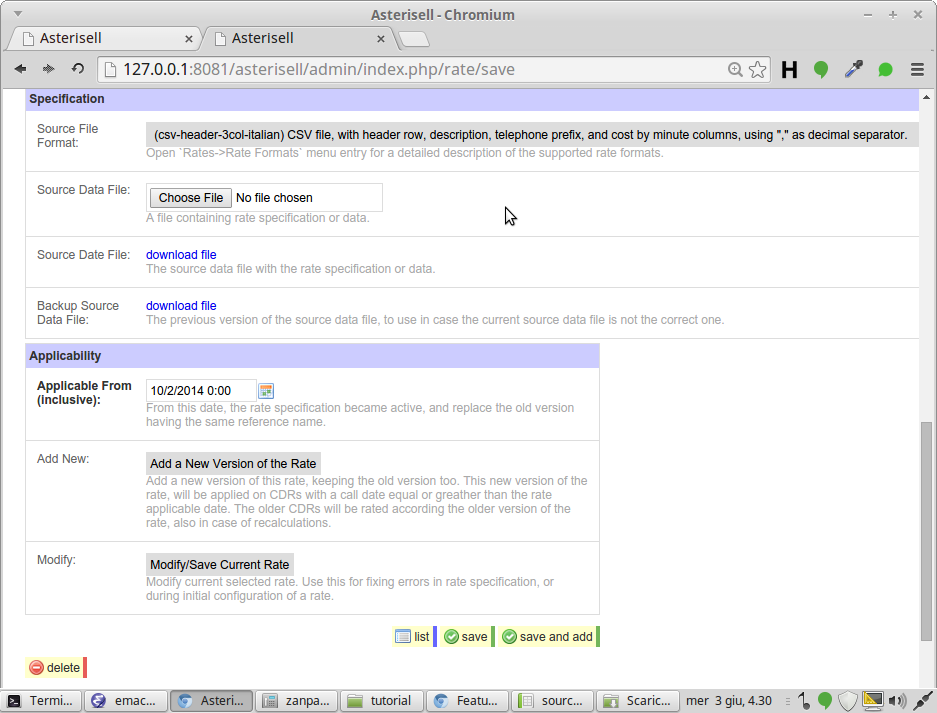 Asterisell - Chromium
Asterisell
Asterisell
127.0.0.1:8081/asterisell/admin/index.php/rate/save
H
Specification
Source File
Format:
(csv-header-3col-italian) CSV file, with header row, description, telephone prefix, and cost by minute columns, using "," as decimal separator.
Open `Rates->Rate Formats` menu entry for a detailed description of the supported rate formats.
Source Data File:
Choose File No file chosen
A file containing rate specification or data.
Source Date File:
download file
The source data file with the rate specification or data.
Backup Source
Data File:
download file
The previous version of the source data file, to use in case the current source data file is not the correct one.
Applicability
Applicable From
(inclusive):
10/2/2014 0:00
From this date, the rate specification became active, and replace the old version
having the same reference name.
Add New:
Add a New Version of the Rate
Add a new version of this rate, keeping the old version too. This new version of the
rate, will be applied on CDRs with a call date equal or greather than the rate
applicable date. The older CDRs will be rated according the older version of the
rate, also in case of recalculations.
Modify:
Modify/Save Current Rate
Modify current selected rate. Use this for fixing errors in rate specification, or
during initial configuration of a rate.
list save save and add
delete
Termi... emac... Asteri... zanpa... tutorial Featu... sourc... Scaric... mer 3 giu, 4.30